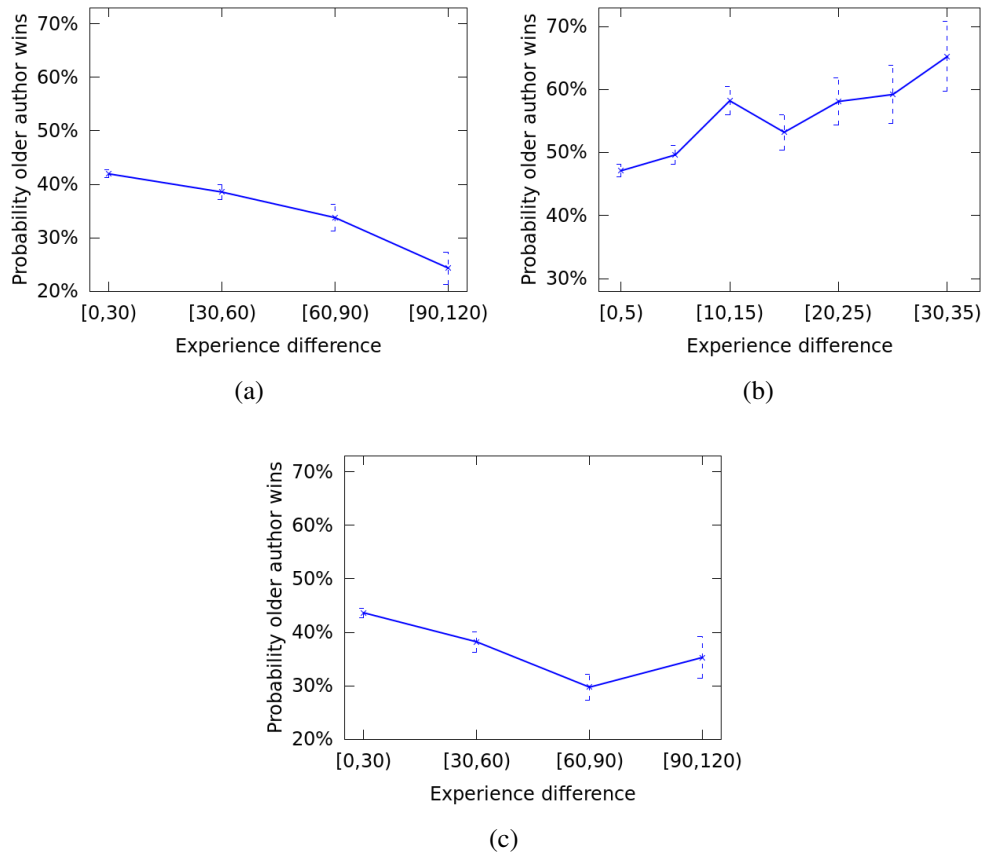 Probability older author wins
70%
60%
50%
40%
30%
20%
[0,30) [30,60) [60,90) [90,120)
Experience difference
(a)
Probability older author wins
70%
60%
50%
40%
30%
[0,5) [10,15) [20,25) [30,35)
Experience difference
(b)
Probability older author wins
70%
60%
50%
40%
30%
20%
[0,30) [30,60) [60,90) [90,120)
Experience difference
(c)